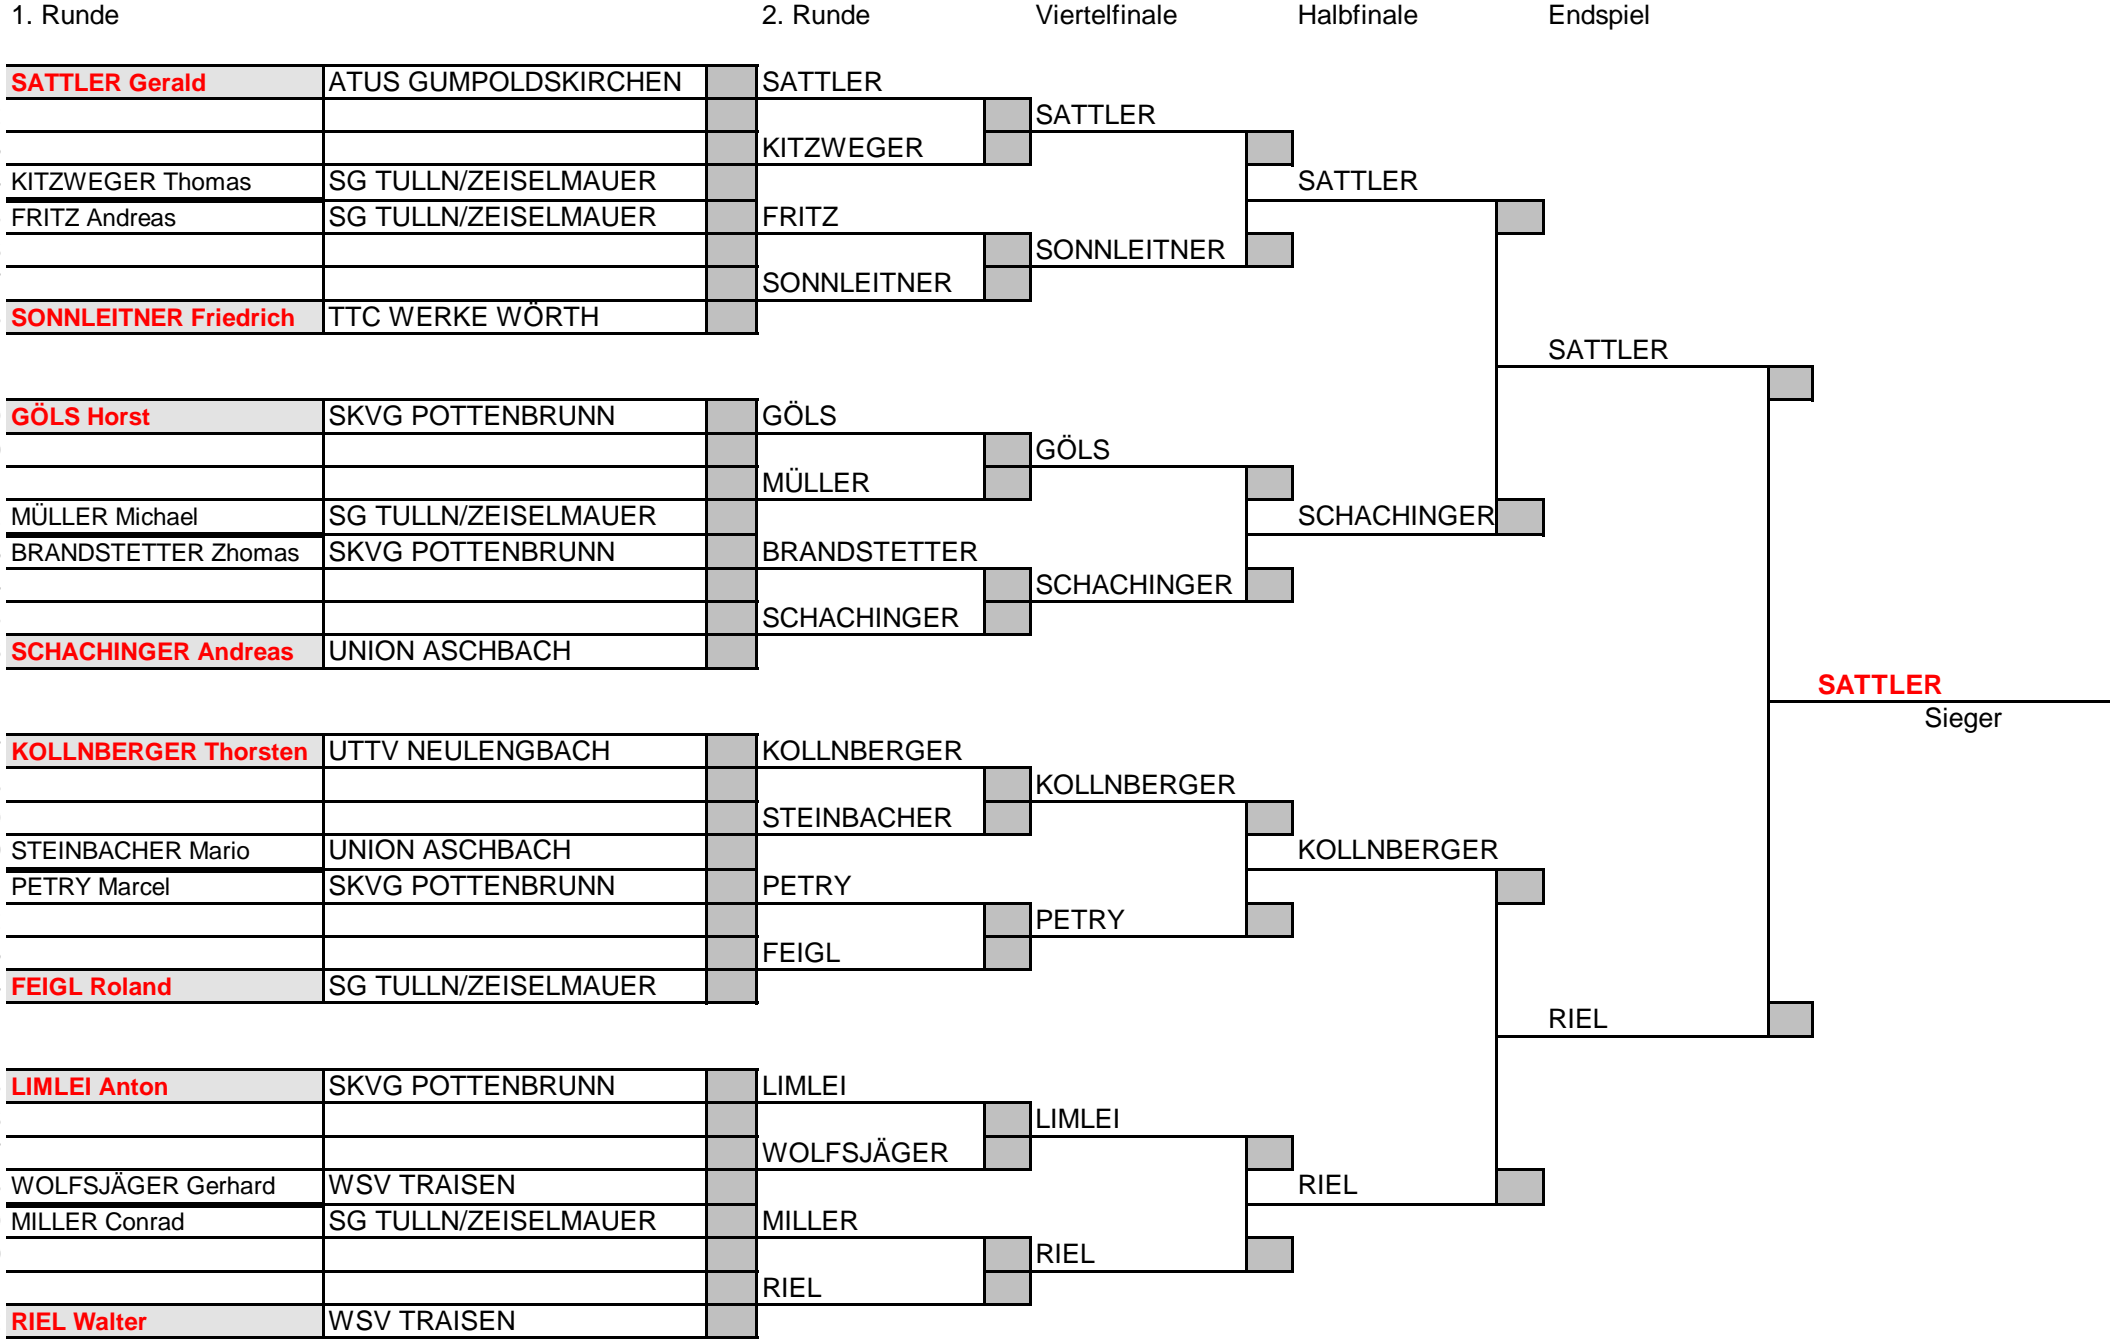 1. Runde 2. Runde Viertelfinale Halbfinale Endspiel
SATTLER Gerald ATUS GUMPOLDSKIRCHEN SATTLER
SATTLER
KITZWEGER
KITZWEGER Thomas SG TULLN/ZEISELMAUER SATTLER
FRITZ Andreas SG TULLN/ZEISELMAUER FRITZ
SONNLEITNER
SONNLEITNER
SONNLEITNER Friedrich TTC WERKE WÖRTH
SATTLER
GÖLS Horst SKVG POTTENBRUNN GÖLS
GÖLS
MÜLLER
MÜLLER Michael SG TULLN/ZEISELMAUER SCHACHINGER
BRANDSTETTER Zhomas SKVG POTTENBRUNN BRANDSTETTER
SCHACHINGER
SCHACHINGER
SCHACHINGER Andreas UNION ASCHBACH
SATTLER
Sieger
KOLLNBERGER Thorsten UTTV NEULENGBACH KOLLNBERGER
KOLLNBERGER
STEINBACHER
STEINBACHER Mario UNION ASCHBACH KOLLNBERGER
PETRY Marcel SKVG POTTENBRUNN PETRY
PETRY
FEIGL
FEIGL Roland SG TULLN/ZEISELMAUER
RIEL
LIMLEI Anton SKVG POTTENBRUNN LIMLEI
LIMLEI
WOLFSJÄGER
WOLFSJÄGER Gerhard WSV TRAISEN RIEL
MILLER Conrad SG TULLN/ZEISELMAUER MILLER
RIEL
RIEL
RIEL Walter WSV TRAISEN